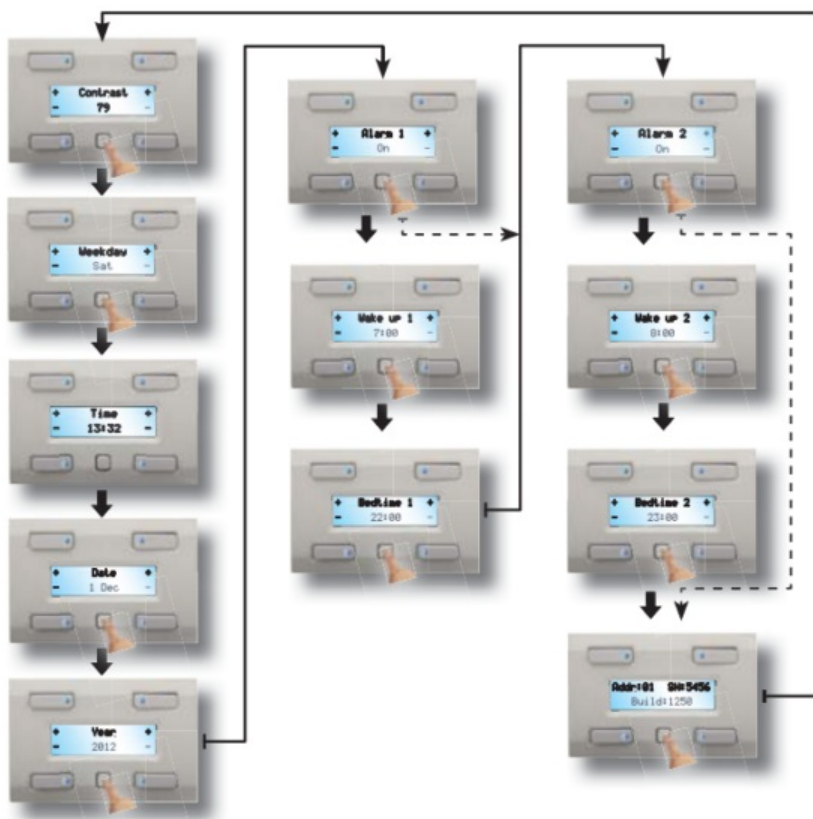 + Contrast +
- 79 -
+ Weekday +
- Sat -
+ Time +
- 13:32 -
+ Date +
- 1 Dec -
+ Year +
- 2012 -
+ Alarm 1 +
- On -
+ Wake up 1 +
- 7:00 -
+ Bedtime 1 +
- 22:00 -
+ Alarm 2 +
- On -
+ Wake up 2 +
- 8:00 -
+ Bedtime 2 +
- 23:00 -
Addr:01 SN:5456
Build:1250